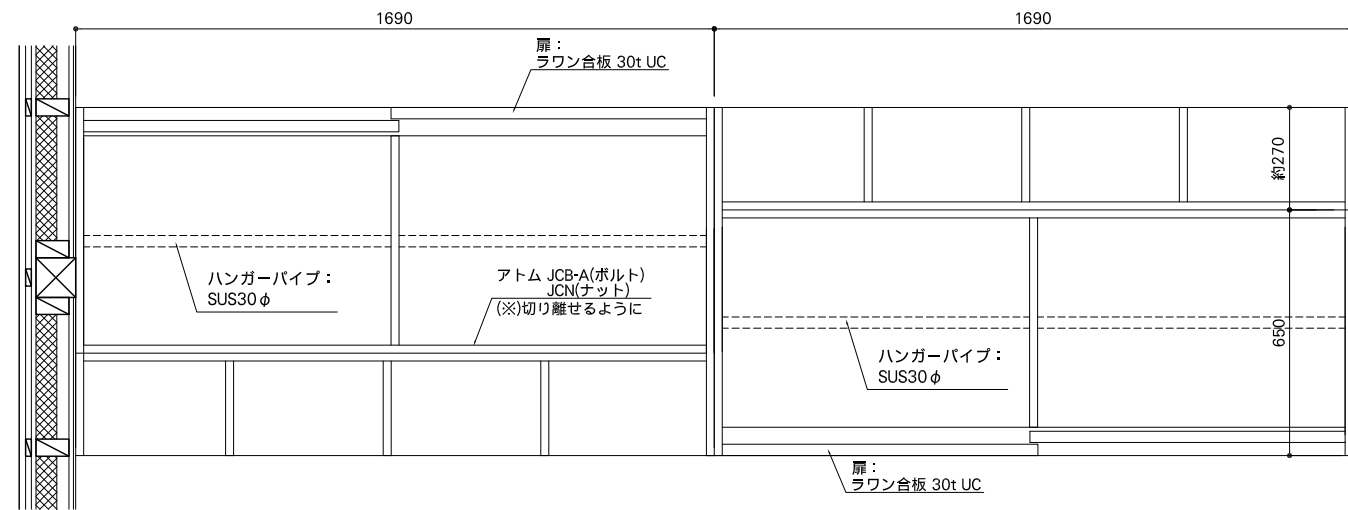 1690
1690
扉：
ラワン合板 30t UC
約270
ハンガーパイプ：
SUS30φ
アトム JCB-A(ボルト)
JCN(ナット)
(※)切り離せるように
650
ハンガーパイプ：
SUS30φ
扉：
ラワン合板 30t UC